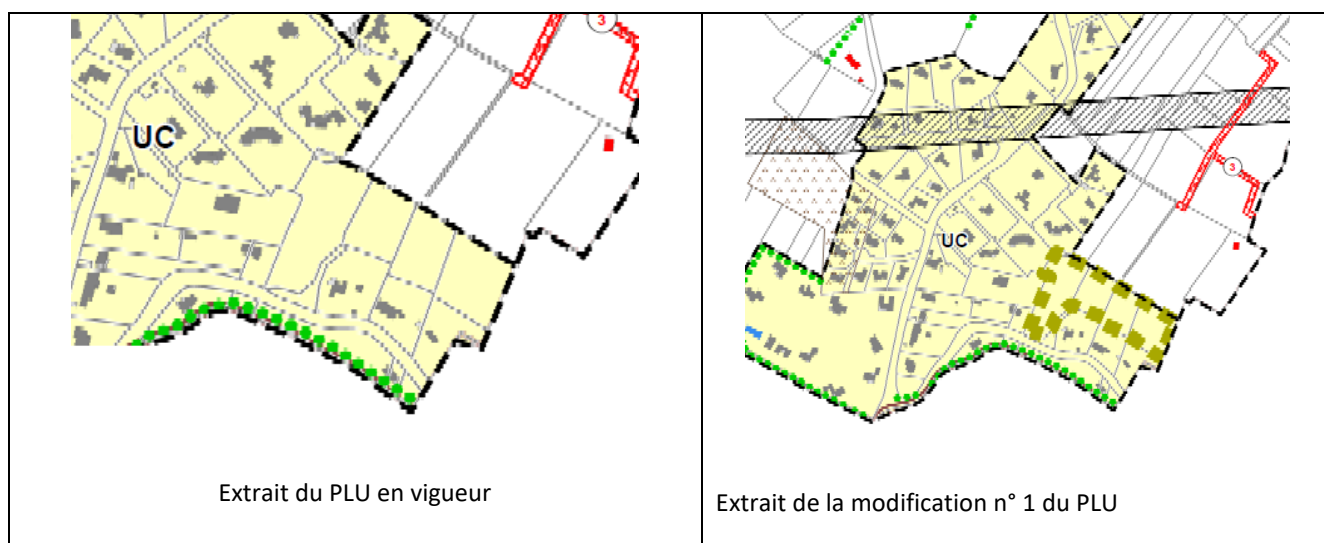 3
UC
Extrait du PLU en vigueur
3
UC
Extrait de la modification n° 1 du PLU